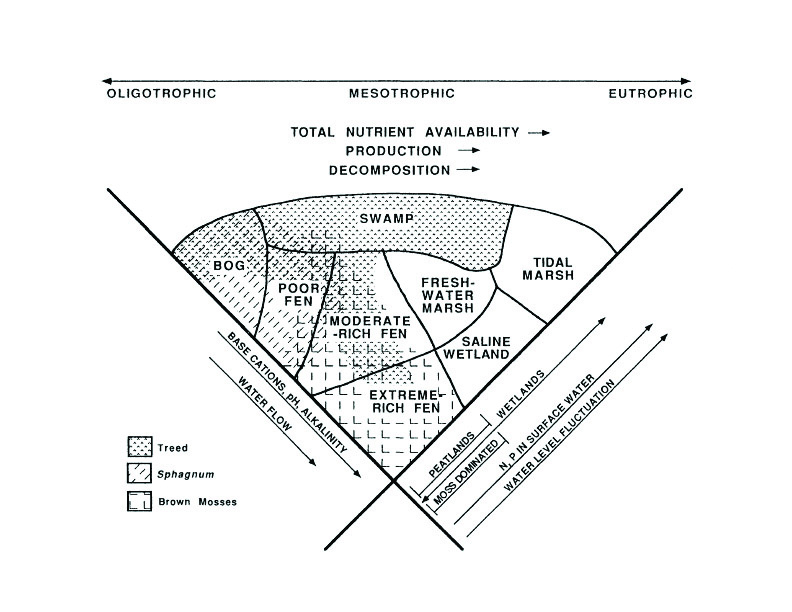 OLIGOTROPHIC MESOTROPHIC EUTROPHIC
TOTAL NUTRIENT AVAILABILITY
PRODUCTION
DECOMPOSITION
SWAMP
BOG
POOR
FEN
MODERATE
-RICH FEN
FRESH-
WATER
MARSH
TIDAL
MARSH
SALINE
WETLAND
EXTREME-
RICH FEN
BASE CATIONS, pH, ALKALINITY
WATER FLOW
PEATLANDS
WETLANDS
MOSS DOMINATED
N, P IN SURFACE WATER
WATER LEVEL FLUCTUATION
Treed
Sphagnum
Brown Mosses